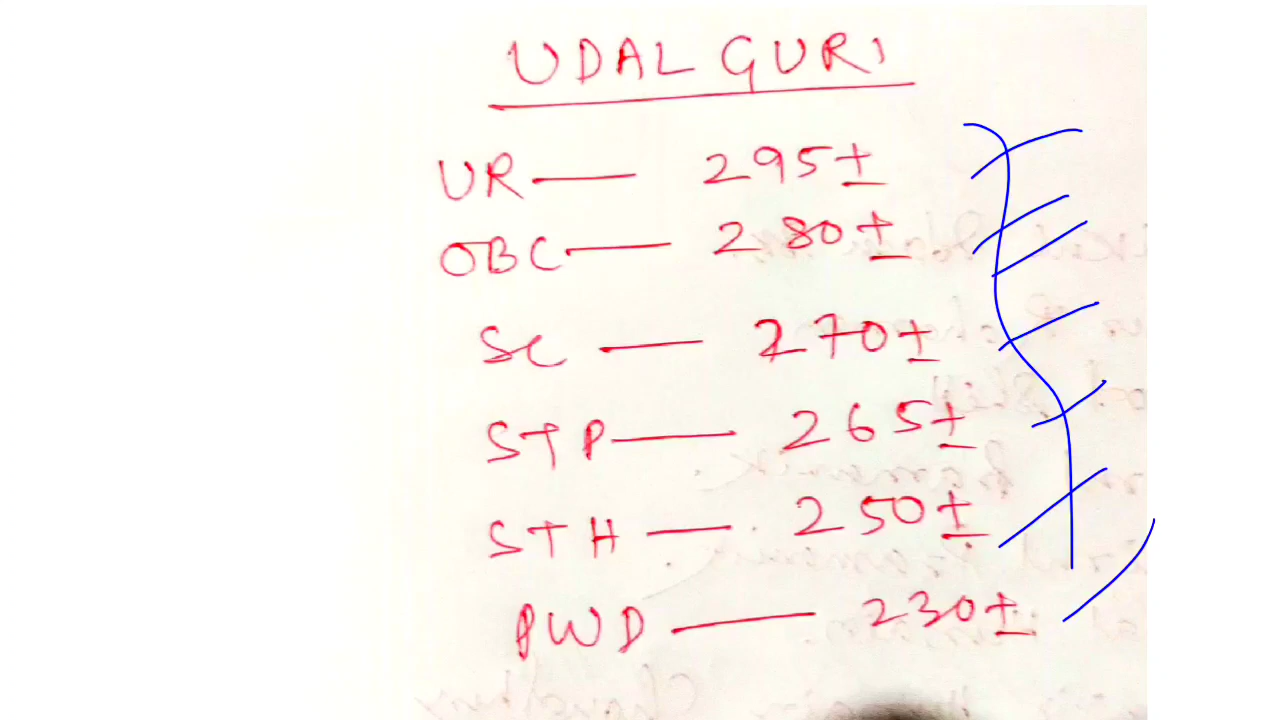 UDALGURI
UR — 295±
OBC — 280±
SC — 270±
STP — 265±
STH — 250±
PWD — 230±